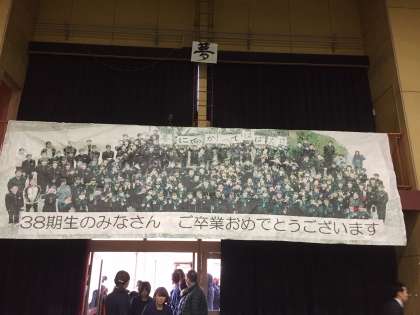 夢
38期生のみなさん ご卒業おめでとうございます